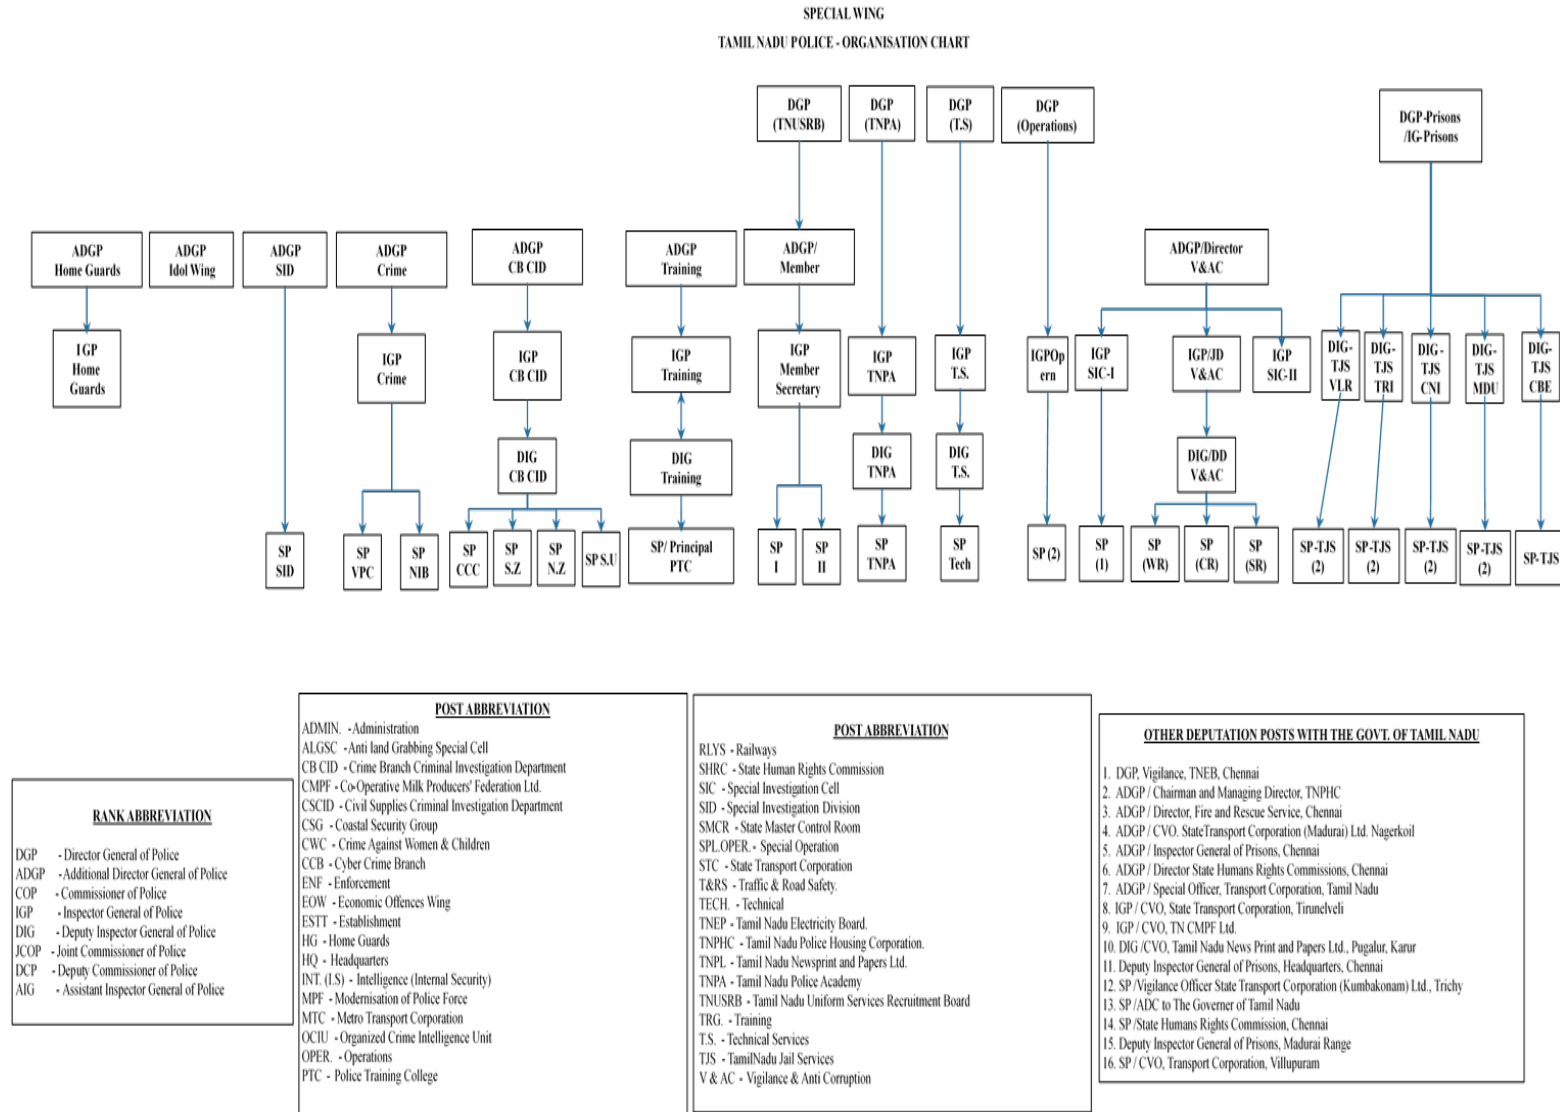 SPECIAL WING
TAMIL NADU POLICE - ORGANISATION CHART
DGP
(TNUSRB)
DGP
(TNPA)
DGP
(T.S)
DGP
(Operations)
DGP-Prisons
/IG-Prisons
ADGP
Home Guards
ADGP
Idol Wing
ADGP
SID
ADGP
Crime
ADGP
CB CID
ADGP
Training
ADGP/
Member
ADGP/Director
V&AC
IGP
Home
Guards
IGP
Crime
IGP
CB CID
IGP
Training
IGP
Member
Secretary
IGP
TNPA
IGP
T.S.
IGPOp
ern
IGP
SIC-I
IGP/JD
V&AC
IGP
SIC-II
DIG-
TJS
VLR
DIG-
TJS
TRI
DIG-
TJS
CNI
DIG-
TJS
MDU
DIG-
TJS
CBE
DIG
CB CID
DIG
Training
DIG
TNPA
DIG
T.S.
DIG/DD
V&AC
SP
SID
SP
VPC
SP
NIB
SP
CCC
SP
S.Z
SP
N.Z
SP S.U
SP/ Principal
PTC
SP
I
SP
II
SP
TNPA
SP
Tech
SP (2)
SP
(I)
SP
(WR)
SP
(CR)
SP
(SR)
SP-TJS
(2)
SP-TJS
(2)
SP-TJS
(2)
SP-TJS
(2)
SP-TJS
RANK ABBREVIATION
DGP - Director General of Police
ADGP - Additional Director General of Police
COP - Commissioner of Police
IGP - Inspector General of Police
DIG - Deputy Inspector General of Police
JCOP - Joint Commissioner of Police
DCP - Deputy Commissioner of Police
AIG - Assistant Inspector General of Police
POST ABBREVIATION
ADMIN. - Administration
ALGSC - Anti land Grabbing Special Cell
CB CID - Crime Branch Criminal Investigation Department
CMPF - Co-Operative Milk Producers' Federation Ltd.
CSCID - Civil Supplies Criminal Investigation Department
CSG - Coastal Security Group
CWC - Crime Against Women & Children
CCB - Cyber Crime Branch
ENF - Enforcement
EOW - Economic Offences Wing
ESTT - Establishment
HG - Home Guards
HQ - Headquarters
INT. (I.S) - Intelligence (Internal Security)
MPF - Modernisation of Police Force
MTC - Metro Transport Corporation
OCIU - Organized Crime Intelligence Unit
OPER. - Operations
PTC - Police Training College
POST ABBREVIATION
RLYS - Railways
SHRC - State Human Rights Commission
SIC - Special Investigation Cell
SID - Special Investigation Division
SMCR - State Master Control Room
SPL.OPER. - Special Operation
STC - State Transport Corporation
T&RS - Traffic & Road Safety.
TECH. - Technical
TNEP - Tamil Nadu Electricity Board.
TNPHC - Tamil Nadu Police Housing Corporation.
TNPL - Tamil Nadu Newsprint and Papers Ltd.
TNPA - Tamil Nadu Police Academy
TNUSRB - Tamil Nadu Uniform Services Recruitment Board
TRG. - Training
T.S. - Technical Services
TJS - TamilNadu Jail Services
V & AC - Vigilance & Anti Corruption
OTHER DEPUTATION POSTS WITH THE GOVT. OF TAMIL NADU
1. DGP, Vigilance, TNEB, Chennai
2. ADGP / Chairman and Managing Director, TNPHC
3. ADGP / Director, Fire and Rescue Service, Chennai
4. ADGP / CVO. StateTransport Corporation (Madurai) Ltd. Nagerkoil
5. ADGP / Inspector General of Prisons, Chennai
6. ADGP / Director State Humans Rights Commissions, Chennai
7. ADGP / Special Officer, Transport Corporation, Tamil Nadu
8. IGP / CVO, State Transport Corporation, Tirunelveli
9. IGP / CVO, TN CMPF Ltd.
10. DIG /CVO, Tamil Nadu News Print and Papers Ltd., Pugalur, Karur
11. Deputy Inspector General of Prisons, Headquarters, Chennai
12. SP /Vigilance Officer State Transport Corporation (Kumbakonam) Ltd., Trichy
13. SP /ADC to The Governer of Tamil Nadu
14. SP /State Humans Rights Commission, Chennai
15. Deputy Inspector General of Prisons, Madurai Range
16. SP / CVO, Transport Corporation, Villupuram